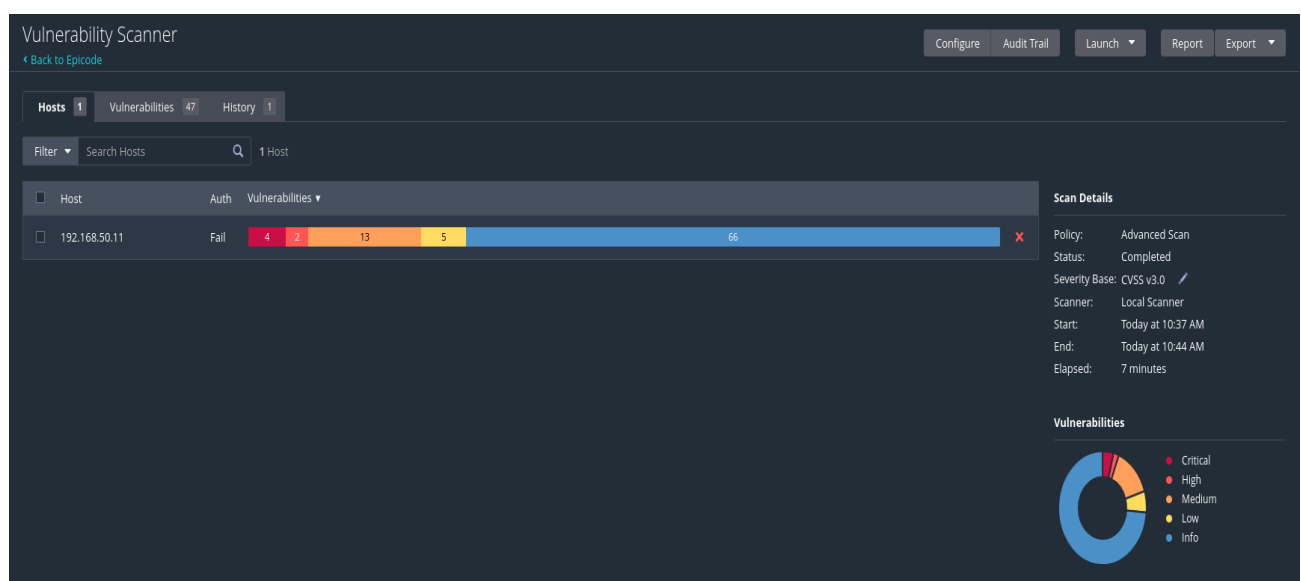 Vulnerability Scanner
‹ Back to Epicode
Configure Audit Trail Launch ▼ Report Export ▼
Hosts 1 Vulnerabilities 47 History 1
Filter ▼ Search Hosts 1 Host
Host Auth Vulnerabilities ▾
192.168.50.11 Fail 4 2 13 5 66
Scan Details
Policy: Advanced Scan
Status: Completed
Severity Base: CVSS v3.0
Scanner: Local Scanner
Start: Today at 10:37 AM
End: Today at 10:44 AM
Elapsed: 7 minutes
Vulnerabilities
Critical
High
Medium
Low
Info